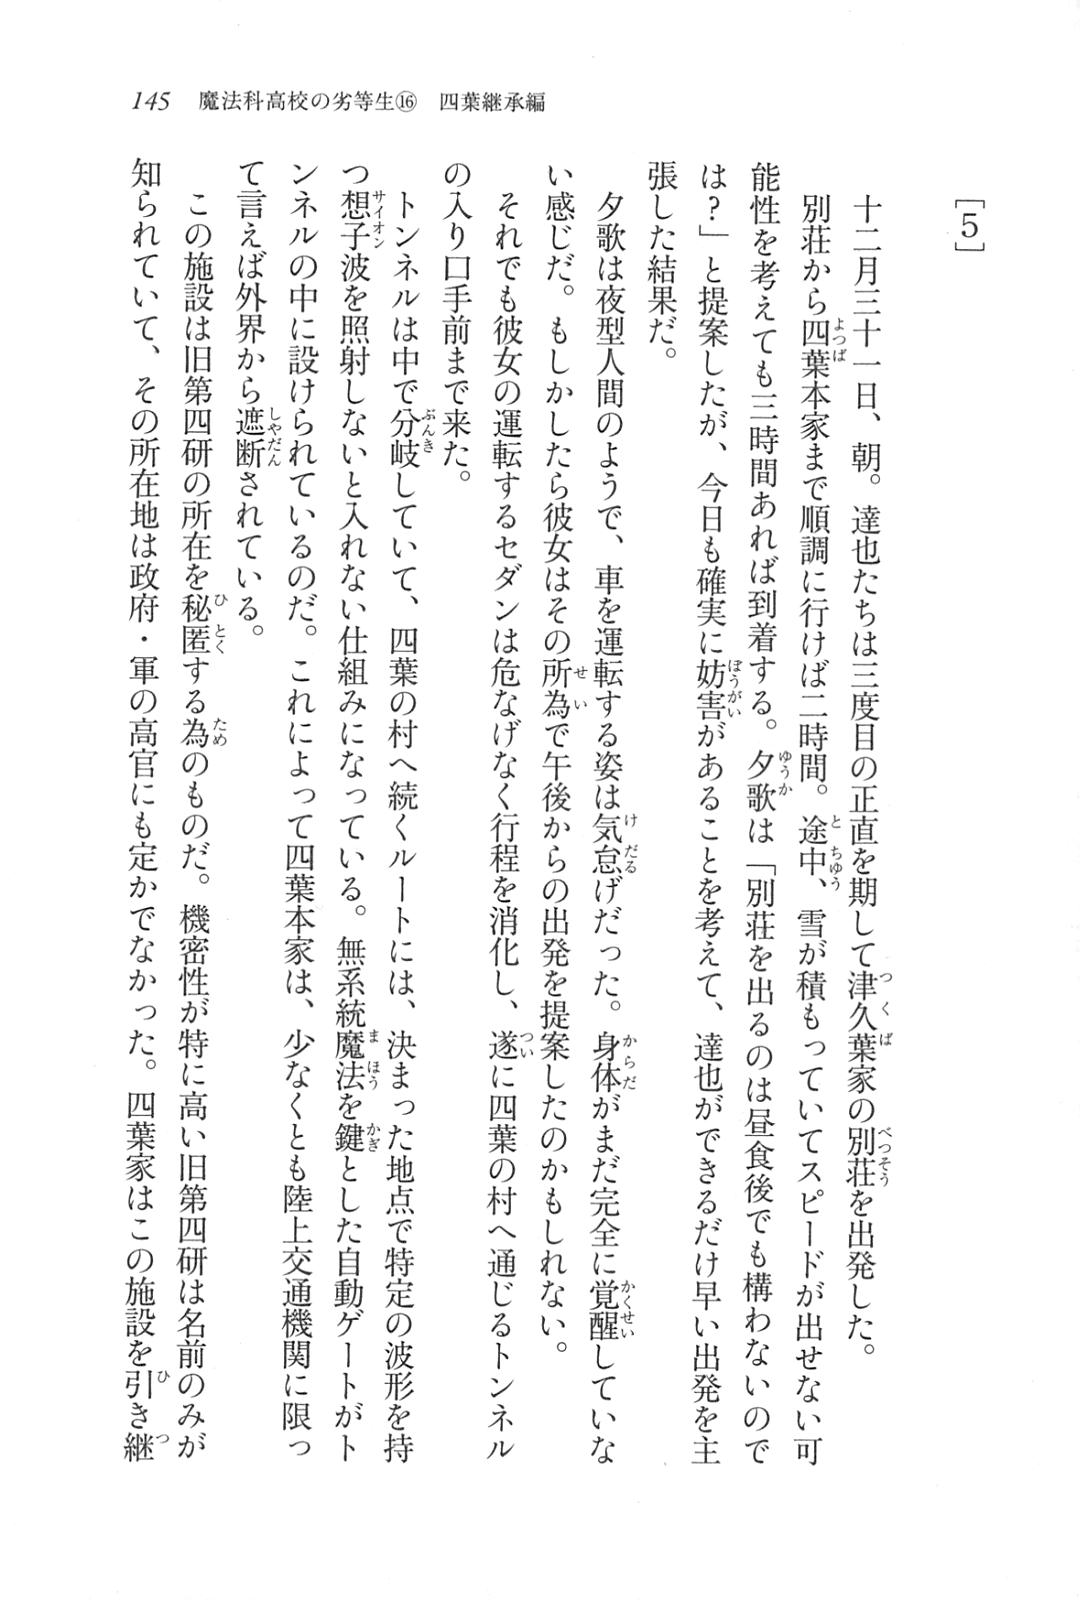 145 魔法科高校の劣等生⑯ 四葉継承編
［5］
十二月三十一日、朝。達也たちは三度目の正直を期して津久葉家の別荘を出発した。
別荘から四葉本家まで順調に行けば二時間。途中、雪が積もっていてスピードが出せない可
能性を考えても三時間あれば到着する。夕歌は「別荘を出るのは昼食後でも構わないので
は?」と提案したが、今日も確実に妨害があることを考えて、達也ができるだけ早い出発を主
張した結果だ。
夕歌は夜型人間のようで、車を運転する姿は気怠げだった。身体がまだ完全に覚醒していな
い感じだ。もしかしたら彼女はその所為で午後からの出発を提案したのかもしれない。
それでも彼女の運転するセダンは危なげなく行程を消化し、遂に四葉の村へ通じるトンネル
の入り口手前まで来た。
トンネルは中で分岐していて、四葉の村へ続くルートには、決まった地点で特定の波形を持
つ想子波を照射しないと入れない仕組みになっている。無系統魔法を鍵とした自動ゲートがト
ンネルの中に設けられているのだ。これによって四葉本家は、少なくとも陸上交通機関に限っ
て言えば外界から遮断されている。
この施設は旧第四研の所在を秘匿する為のものだ。機密性が特に高い旧第四研は名前のみが
知られていて、その所在地は政府・軍の高官にも定かでなかった。四葉家はこの施設を引き継